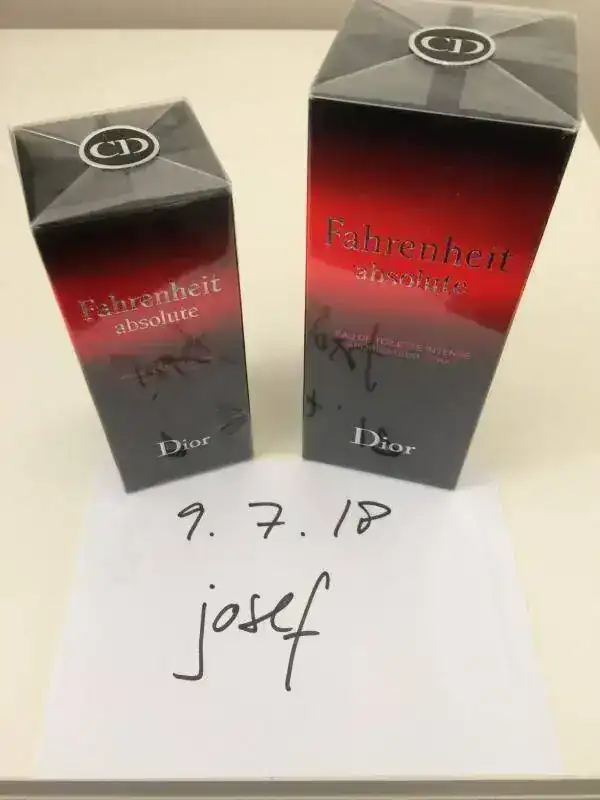 CD
CD
Fahrenheit
absolute
Dior
Fahrenheit
absolute
EAU DE TOILETTE INTENSE
Dior
9.7.18
josef